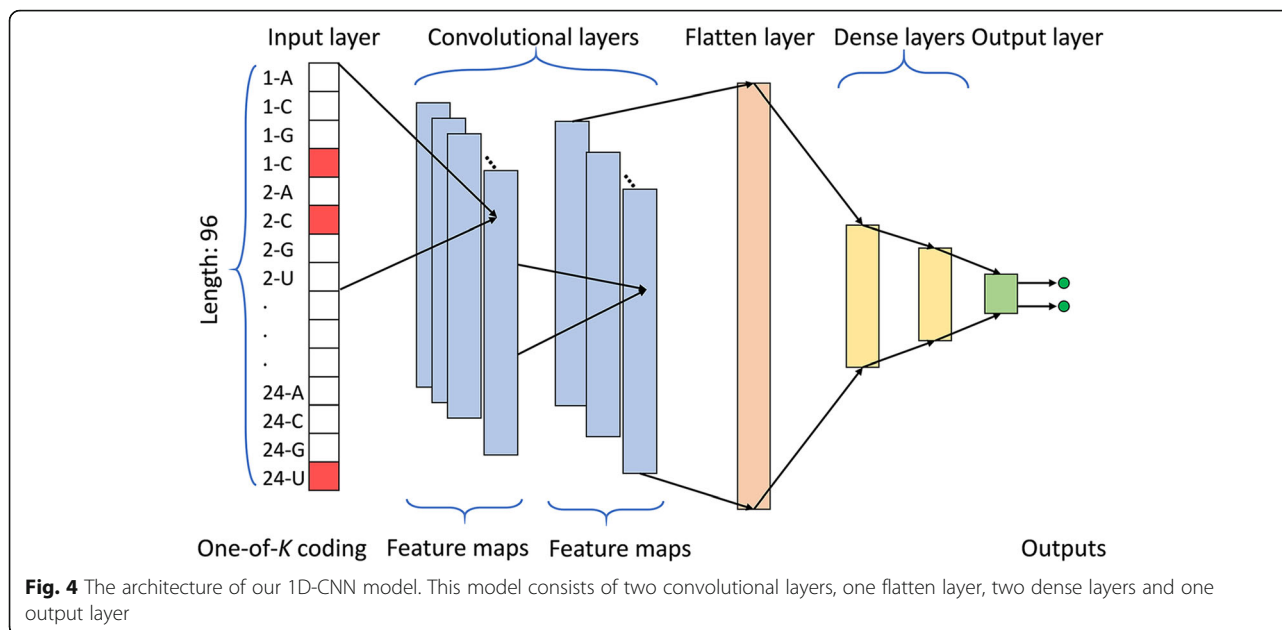 Input layer
Convolutional layers
Flatten layer
Dense layers
Output layer
1-A
1-C
1-G
1-C
2-A
2-C
2-G
2-U
.
.
.
24-A
24-C
24-G
24-U
Length: 96
One-of-K coding
Feature maps
Feature maps
Outputs
Fig. 4 The architecture of our 1D-CNN model. This model consists of two convolutional layers, one flatten layer, two dense layers and one
output layer